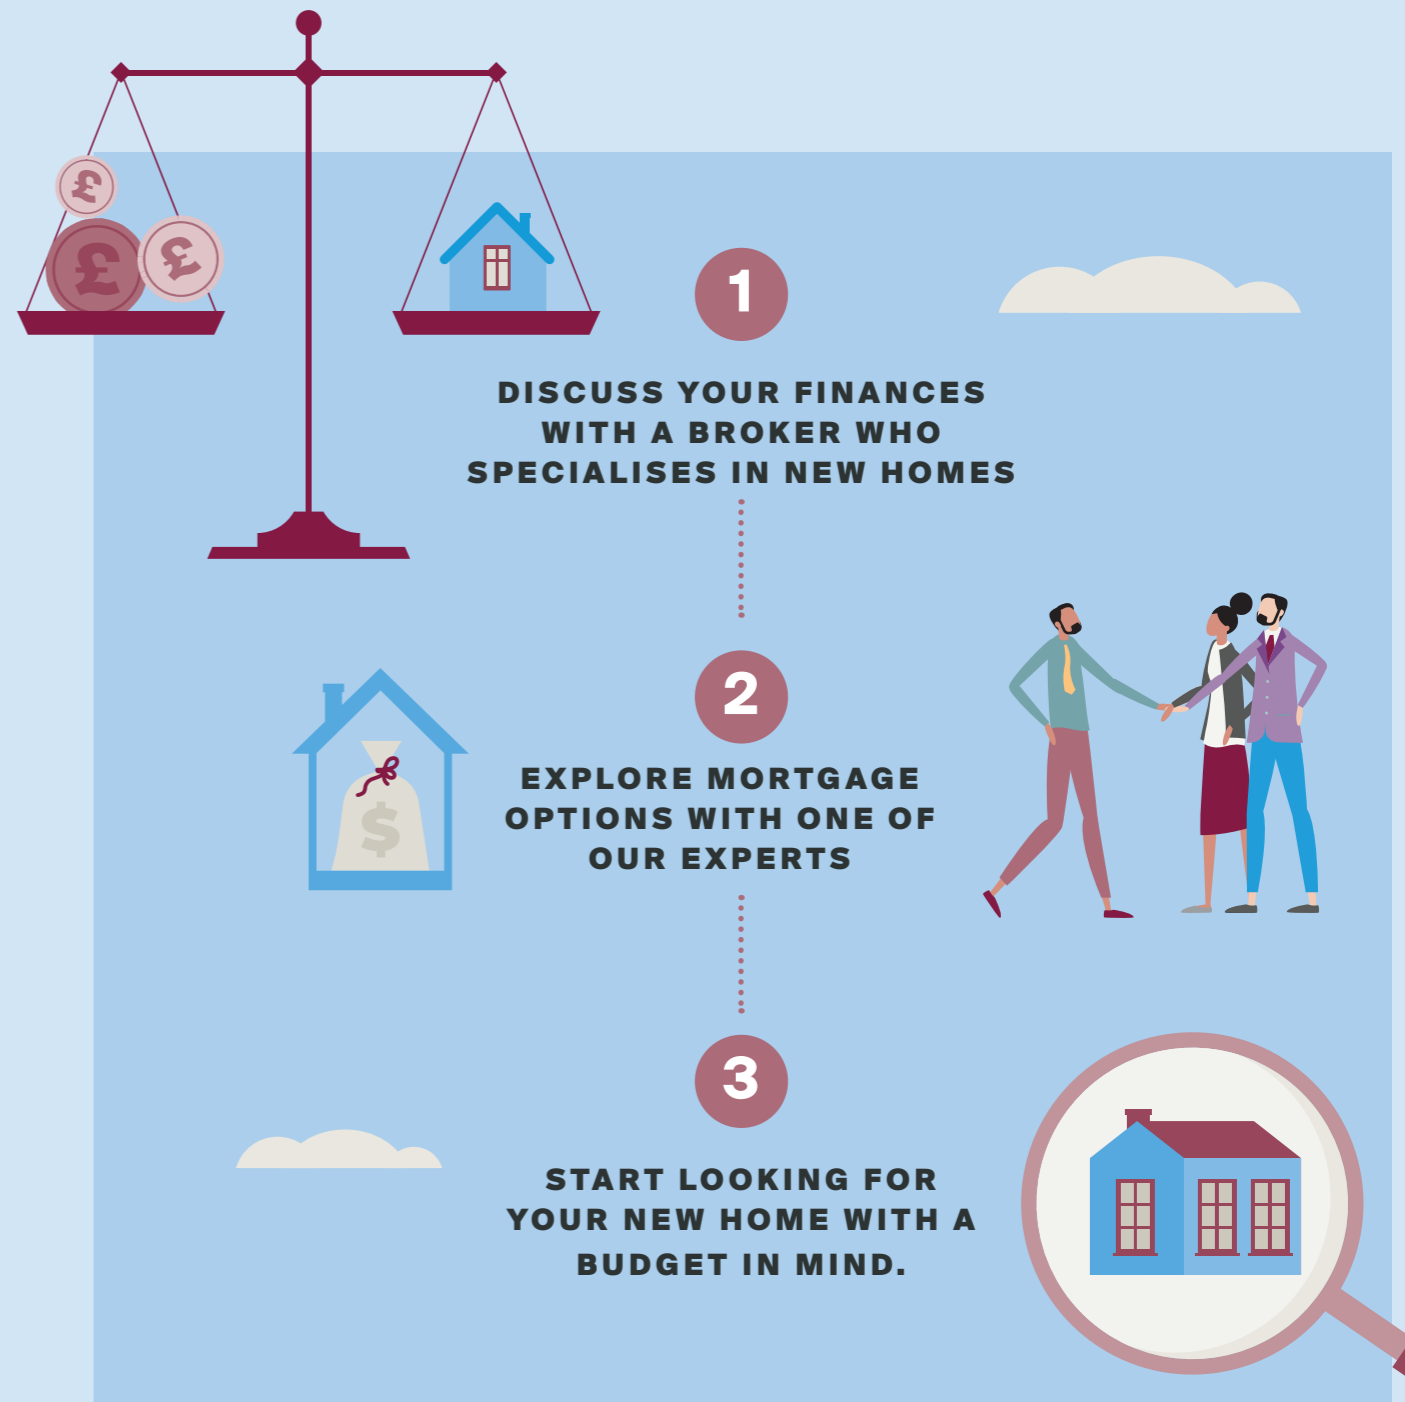 £
£
£
1
DISCUSS YOUR FINANCES
WITH A BROKER WHO
SPECIALISES IN NEW HOMES
2
EXPLORE MORTGAGE
OPTIONS WITH ONE OF
OUR EXPERTS
$
3
START LOOKING FOR
YOUR NEW HOME WITH A
BUDGET IN MIND.